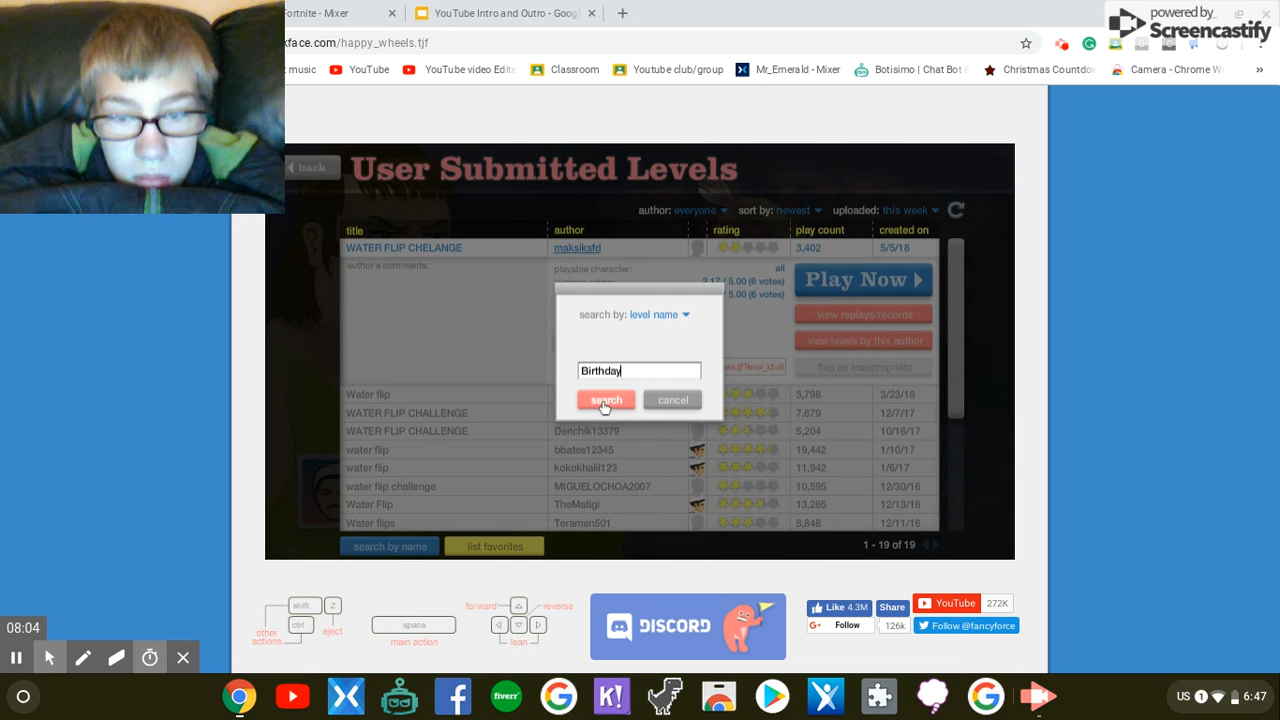 Fortnite - Mixer
YouTube Intro and Outro - Goog
powered by
Screencastify
kface.com/happy_wheels.tjf
music
YouTube
YouTube video Edite
Classroom
Youtube club/group
Mr_Emerald - Mixer
Botisimo | Chat Bot &
Christmas Countdow
Camera - Chrome We
»
back
User Submitted Levels
author: everyone
sort by: newest
uploaded: this week
title
author
rating
play count
created on
WATER FLIP CHELANGE
maksiksfd
3,402
5/5/18
author's comments:
playable character:
all
2.17 / 5.00 (6 votes)
/ 5.00 (6 votes)
Play Now
view replays/records
view levels by this author
flag as inappropriate
search by: level name
Birthday
search
cancel
Water flip
3,798
2/3/18
WATER FLIP CHALLENGE
7,679
12/7/17
WATER FLIP CHALLENGE
Denchik13379
5,204
10/16/17
water flip
bbates12345
19,442
1/10/17
water flip
kokokhalil123
11,942
1/6/17
water flip challenge
MIGUELOCHOA2007
10,595
12/30/16
Water Flip
TheMatigi
13,285
12/13/16
Water flips
Teramen501
8,848
12/11/16
search by name
list favorites
1 - 19 of 19
shift
Z
ctrl
eject
other
actions
space
main action
forward
reverse
lean
DISCORD
Like 4.3M
Share
Follow
126k
YouTube
272K
Follow @fancyforce
08:04
fiverr
K!
US
1
6:47